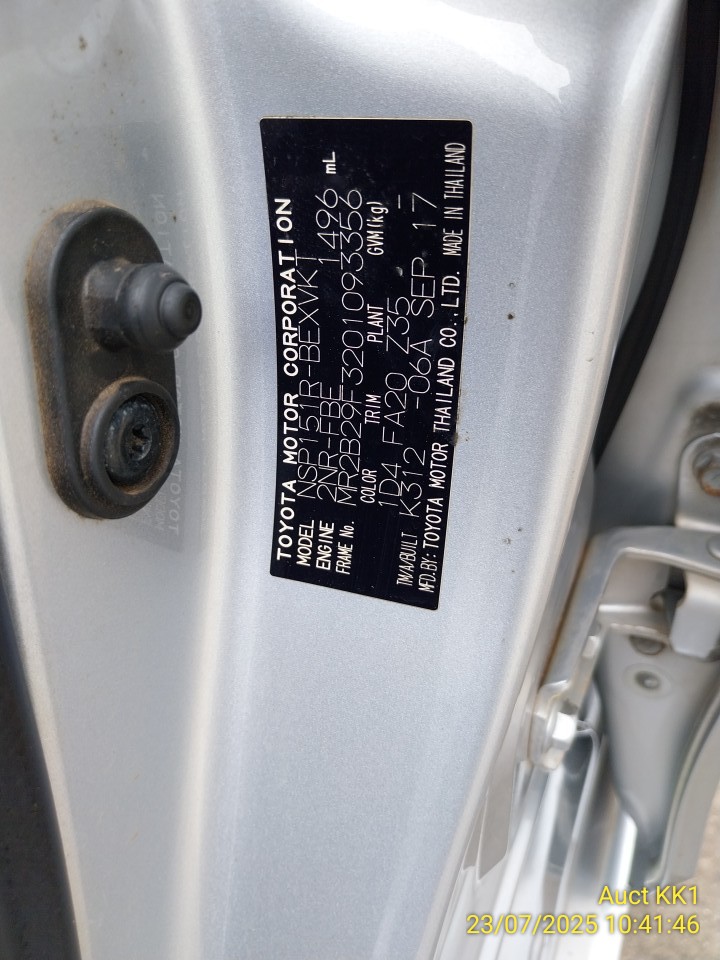 TOYOTA MOTOR CORPORATION
MODEL NSP151R-BEXVKT
ENGINE 2NR-FBE 1496 mL
FRAME No. MR2B29F3201093356
COLOR TRIM PLANT GVM(kg)
1D4 FA20 Z35 -
TM/A/BUILT K312 -06A SEP. 17
MFD.BY: TOYOTA MOTOR THAILAND CO.,LTD. MADE IN THAILAND
Auct KK1
23/07/2025 10:41:46